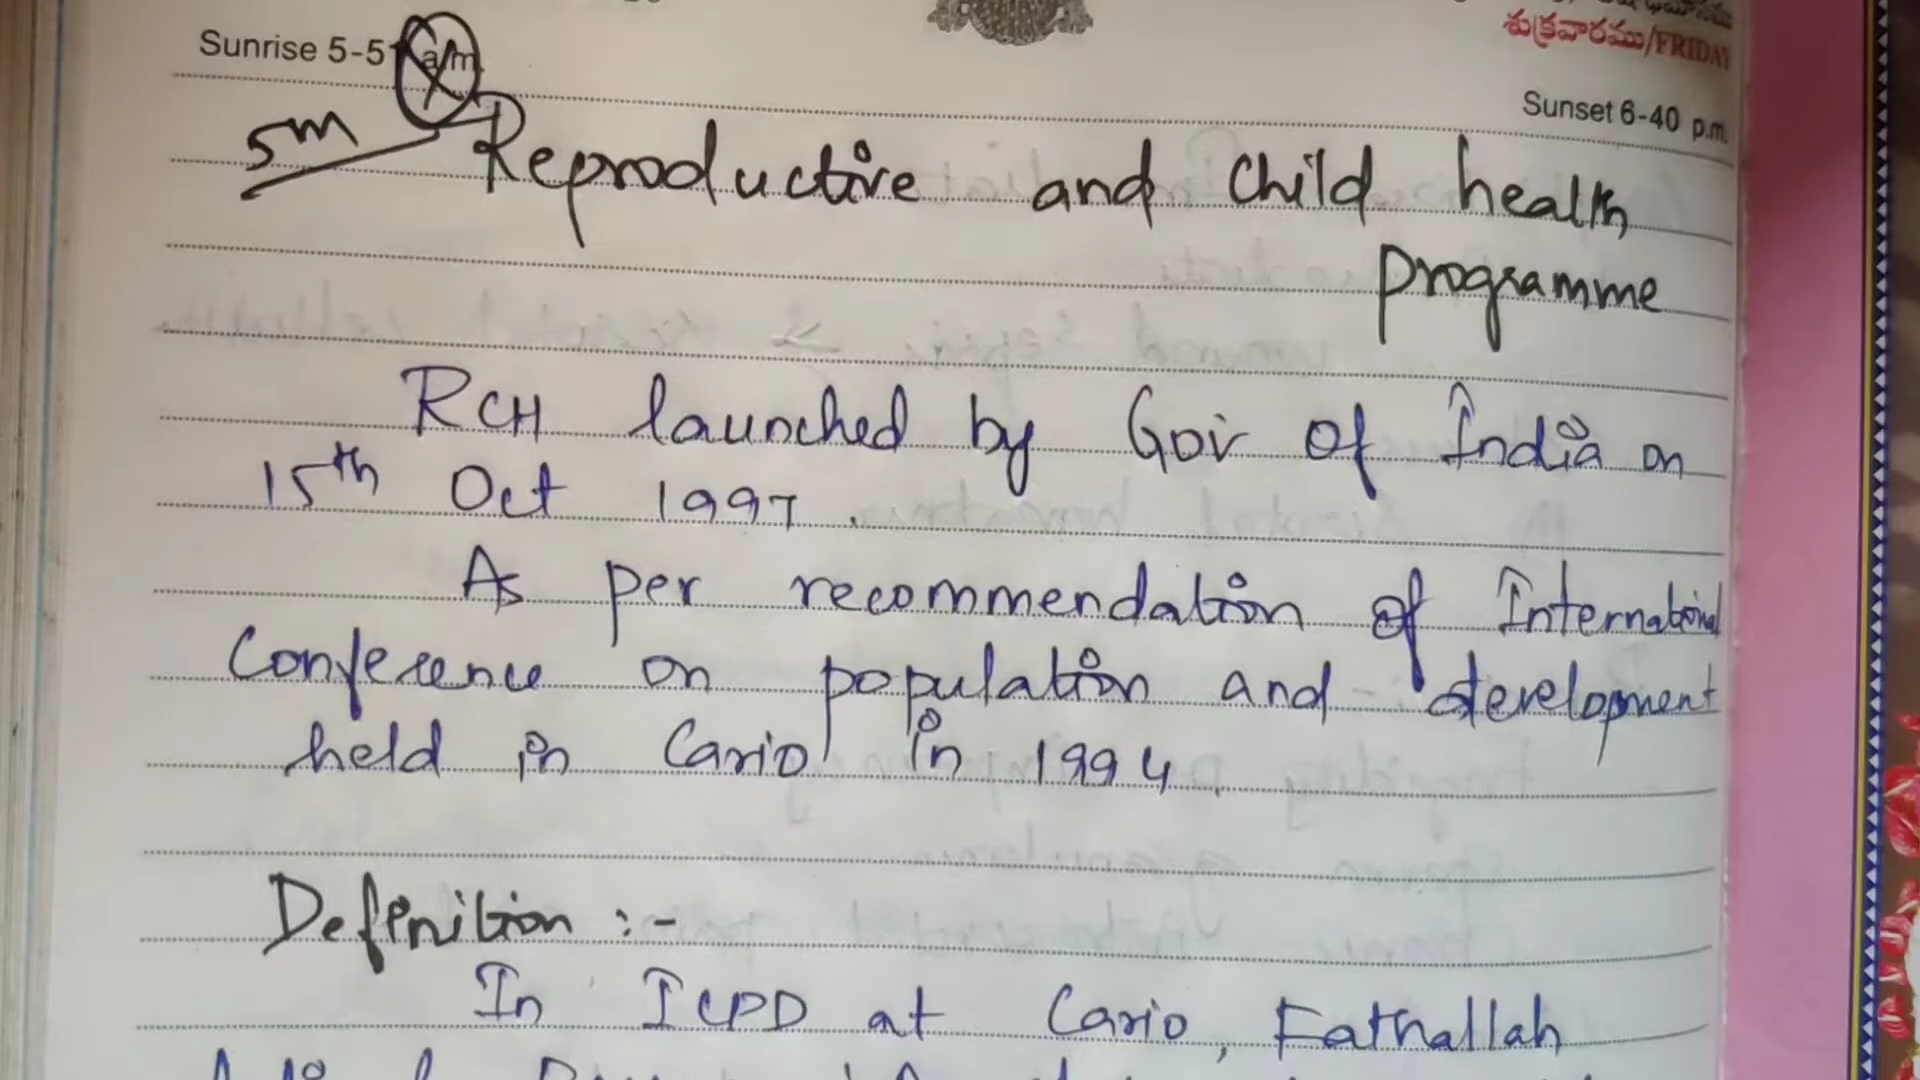 శుక్రవారము/FRIDAY
Sunrise 5-5 a.m.
Sunset 6-40 p.m.
5m Reproductive and child health
programme
RCH launched by Gov of India on
15th Oct 1997.
As per recommendation of International
Conference on population and development
held in Cario in 1994.
Definition :-
In ICPD at Cario, Fathallah